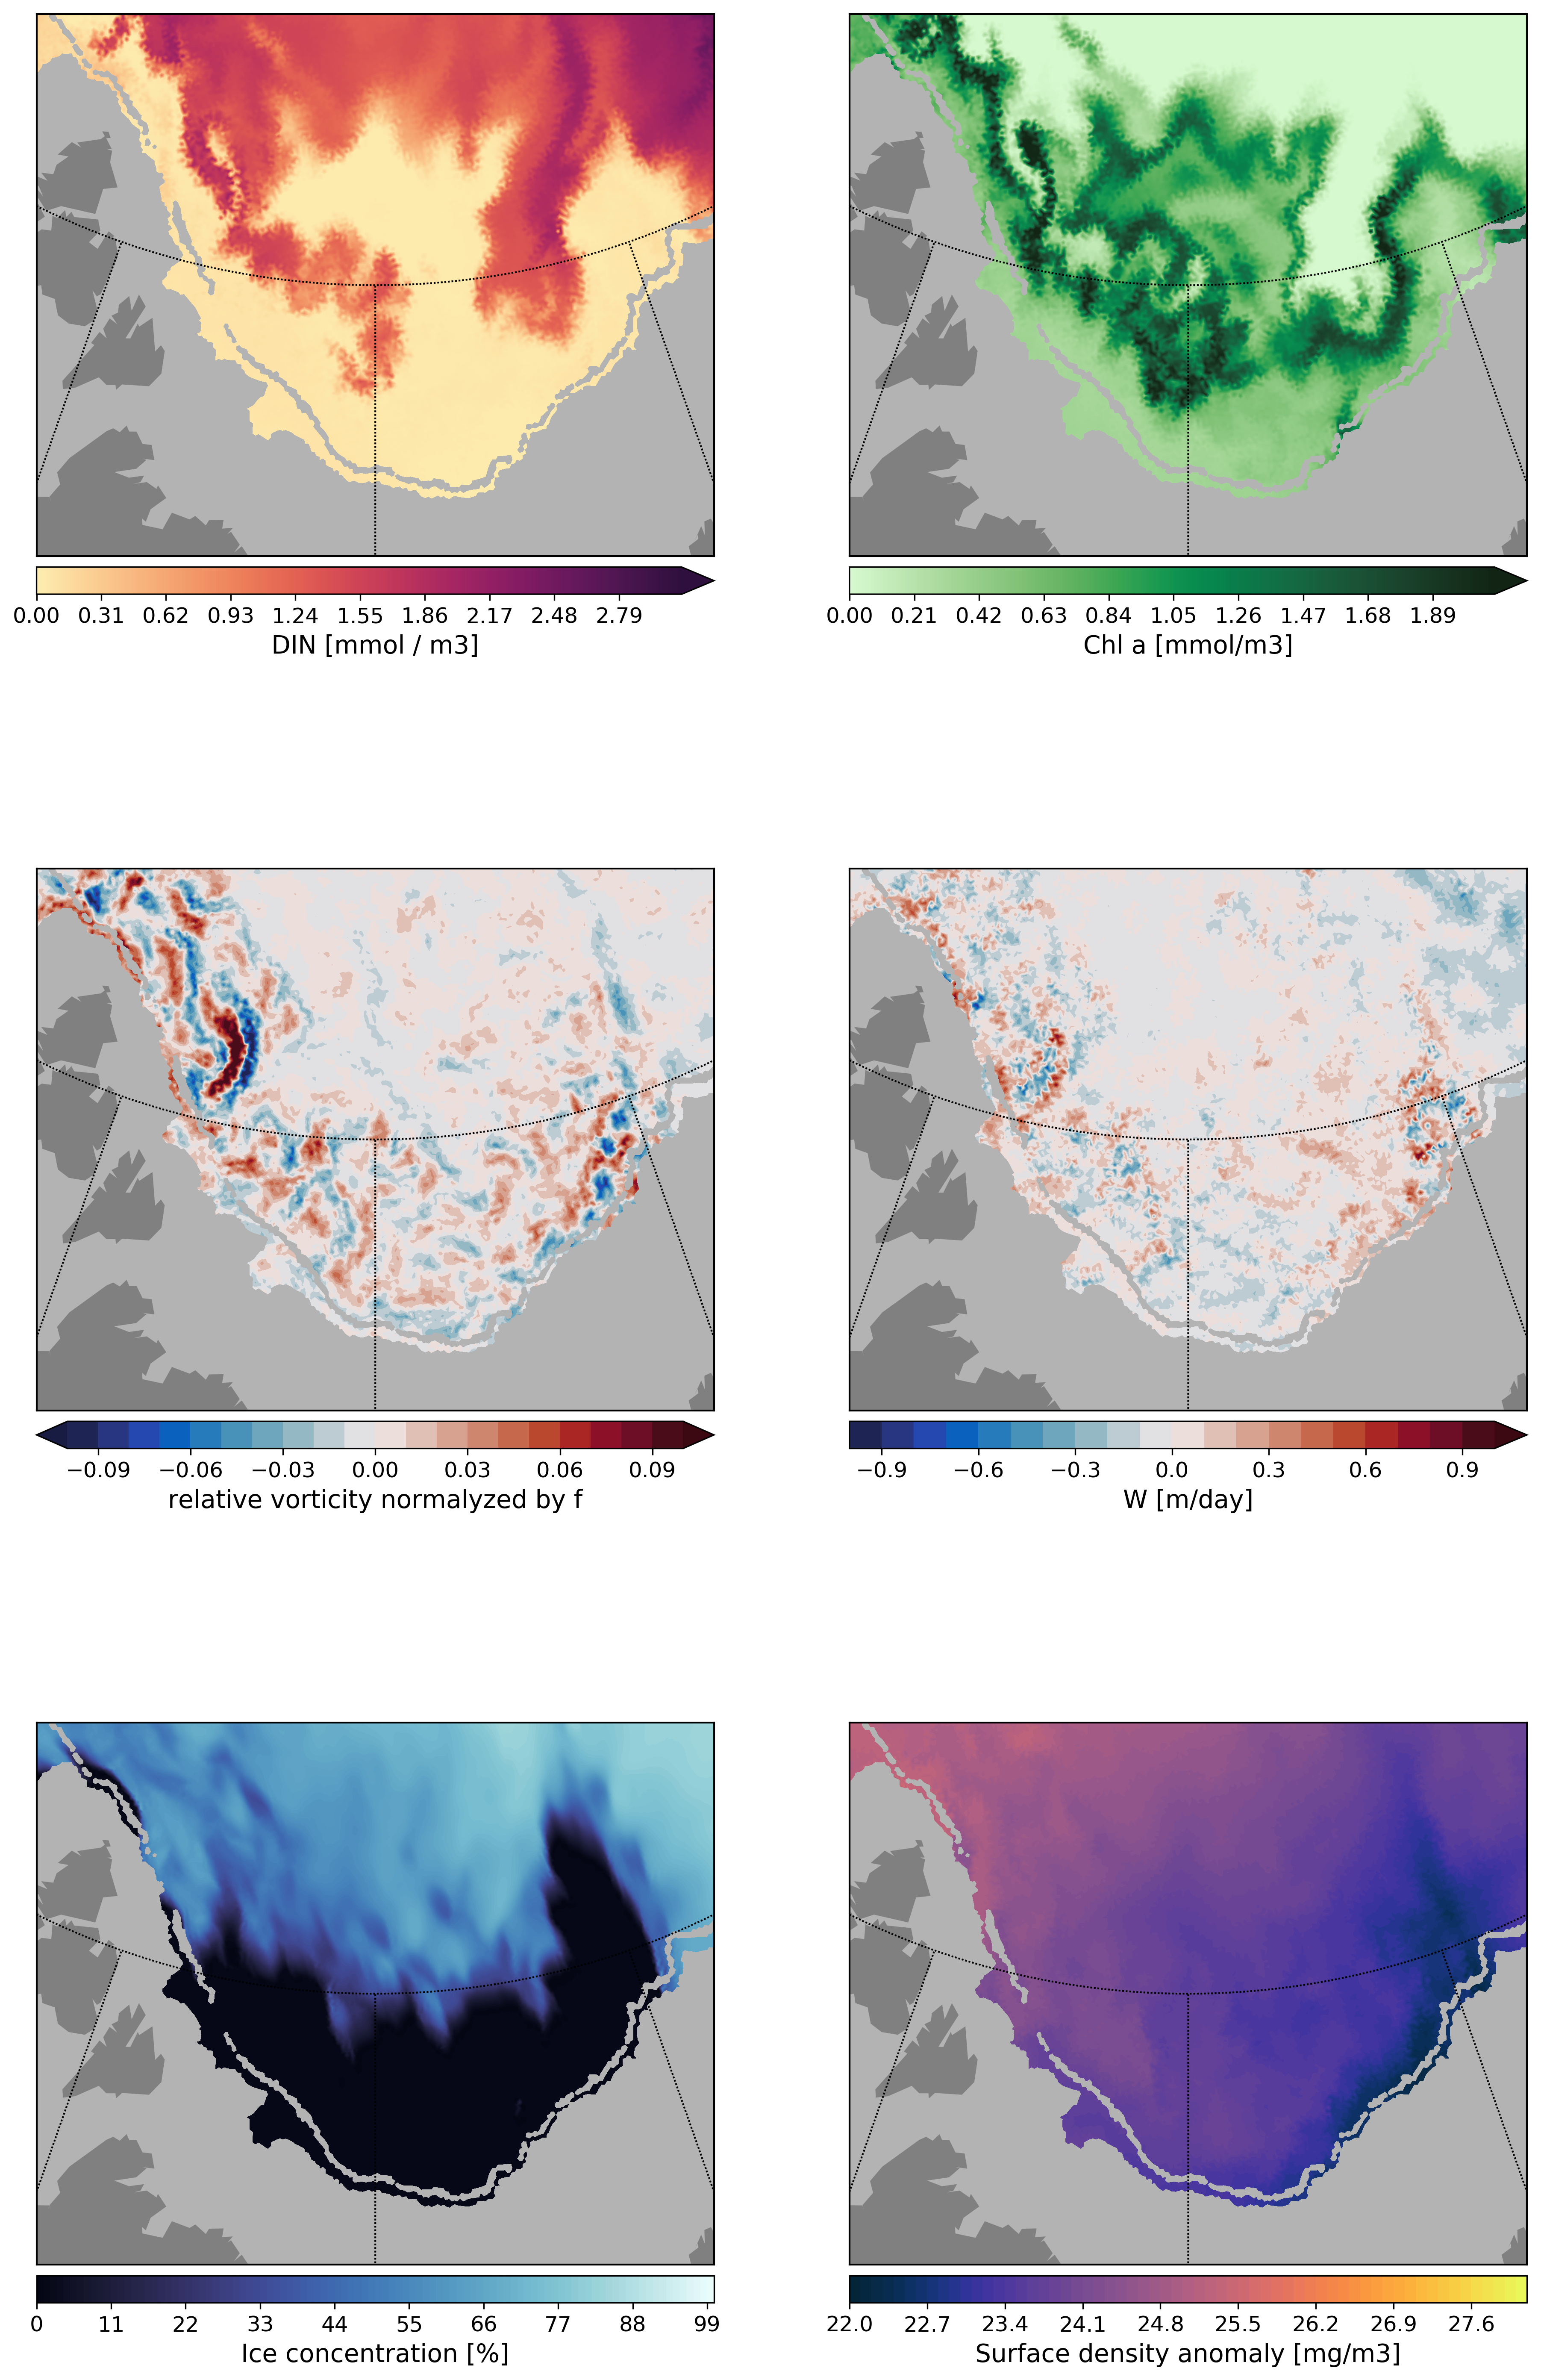 0.00 0.31 0.62 0.93 1.24 1.55 1.86 2.17 2.48 2.79
DIN [mmol / m3]
0.00 0.21 0.42 0.63 0.84 1.05 1.26 1.47 1.68 1.89
Chl a [mmol/m3]
−0.09 −0.06 −0.03 0.00 0.03 0.06 0.09
relative vorticity normalyzed by f
−0.9 −0.6 −0.3 0.0 0.3 0.6 0.9
W [m/day]
0 11 22 33 44 55 66 77 88 99
Ice concentration [%]
22.0 22.7 23.4 24.1 24.8 25.5 26.2 26.9 27.6
Surface density anomaly [mg/m3]